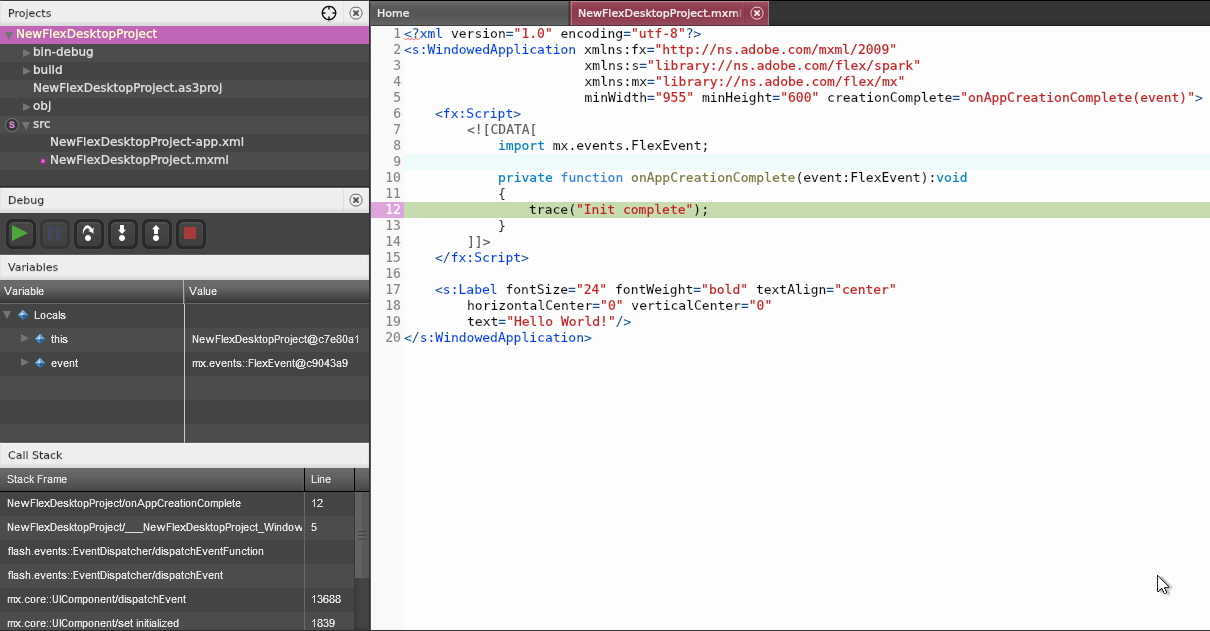 Projects
NewFlexDesktopProject
bin-debug
build
NewFlexDesktopProject.as3proj
obj
S src
NewFlexDesktopProject-app.xml
NewFlexDesktopProject.mxml
Debug
Variables
Variable Value
Locals
this NewFlexDesktopProject@c7e80a1
event mx.events::FlexEvent@c9043a9
Call Stack
Stack Frame Line
NewFlexDesktopProject/onAppCreationComplete 12
NewFlexDesktopProject/___NewFlexDesktopProject_Window 5
flash.events::EventDispatcher/dispatchEventFunction
flash.events::EventDispatcher/dispatchEvent
mx.core::UIComponent/dispatchEvent 13688
mx.core::UIComponent/set initialized 1839
Home NewFlexDesktopProject.mxml
1 <?xml version="1.0" encoding="utf-8"?>
2 <s:WindowedApplication xmlns:fx="http://ns.adobe.com/mxml/2009"
3 xmlns:s="library://ns.adobe.com/flex/spark"
4 xmlns:mx="library://ns.adobe.com/flex/mx"
5 minWidth="955" minHeight="600" creationComplete="onAppCreationComplete(event)">
6 <fx:Script>
7 <![CDATA[
8 import mx.events.FlexEvent;
9
10 private function onAppCreationComplete(event:FlexEvent):void
11 {
12 trace("Init complete");
13 }
14 ]]>
15 </fx:Script>
16
17 <s:Label fontSize="24" fontWeight="bold" textAlign="center"
18 horizontalCenter="0" verticalCenter="0"
19 text="Hello World!"/>
20 </s:WindowedApplication>